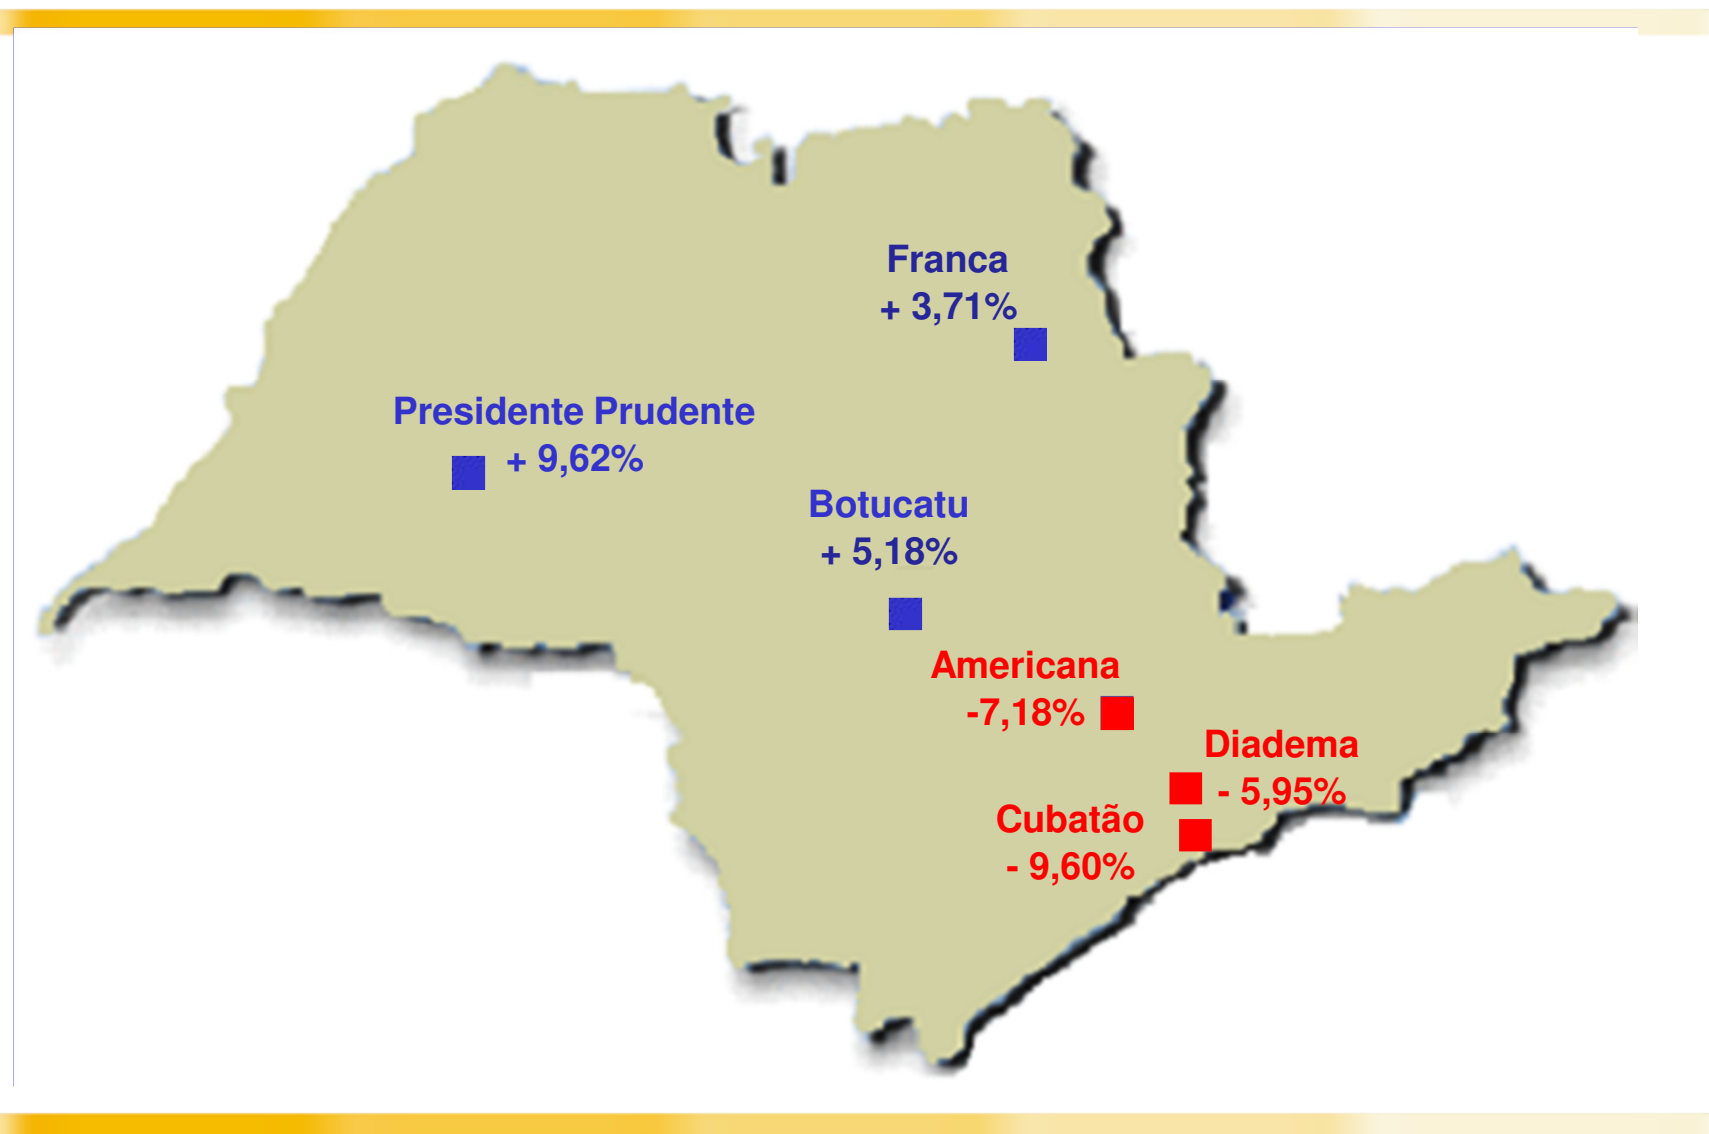 Franca
+ 3,71%
Presidente Prudente
+ 9,62%
Botucatu
+ 5,18%
Americana
-7,18%
Diadema
- 5,95%
Cubatão
- 9,60%